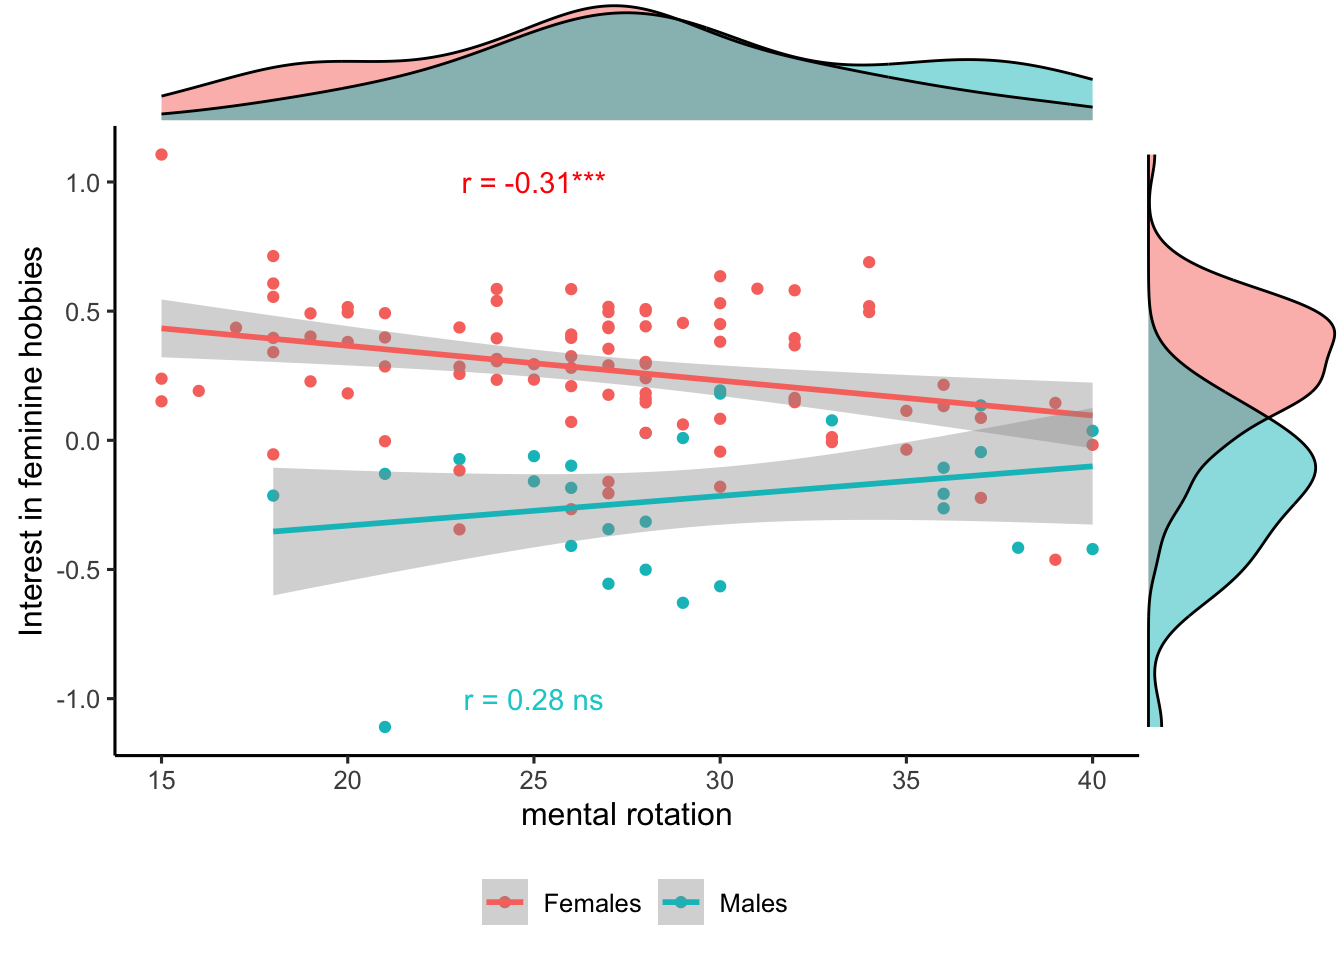 r = -0.31***
1.0
0.5
0.0
-0.5
-1.0
Interest in feminine hobbies
r = 0.28 ns
15 20 25 30 35 40
mental rotation
Females Males